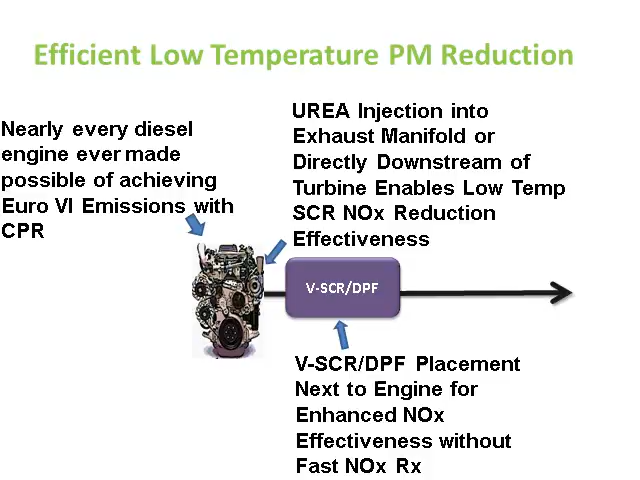 Efficient Low Temperature PM Reduction
Nearly every diesel
engine ever made
possible of achieving
Euro VI Emissions with
CPR
UREA Injection into
Exhaust Manifold or
Directly Downstream of
Turbine Enables Low Temp
SCR NOx Reduction
Effectiveness
V-SCR/DPF
V-SCR/DPF Placement
Next to Engine for
Enhanced NOx
Effectiveness without
Fast NOx Rx